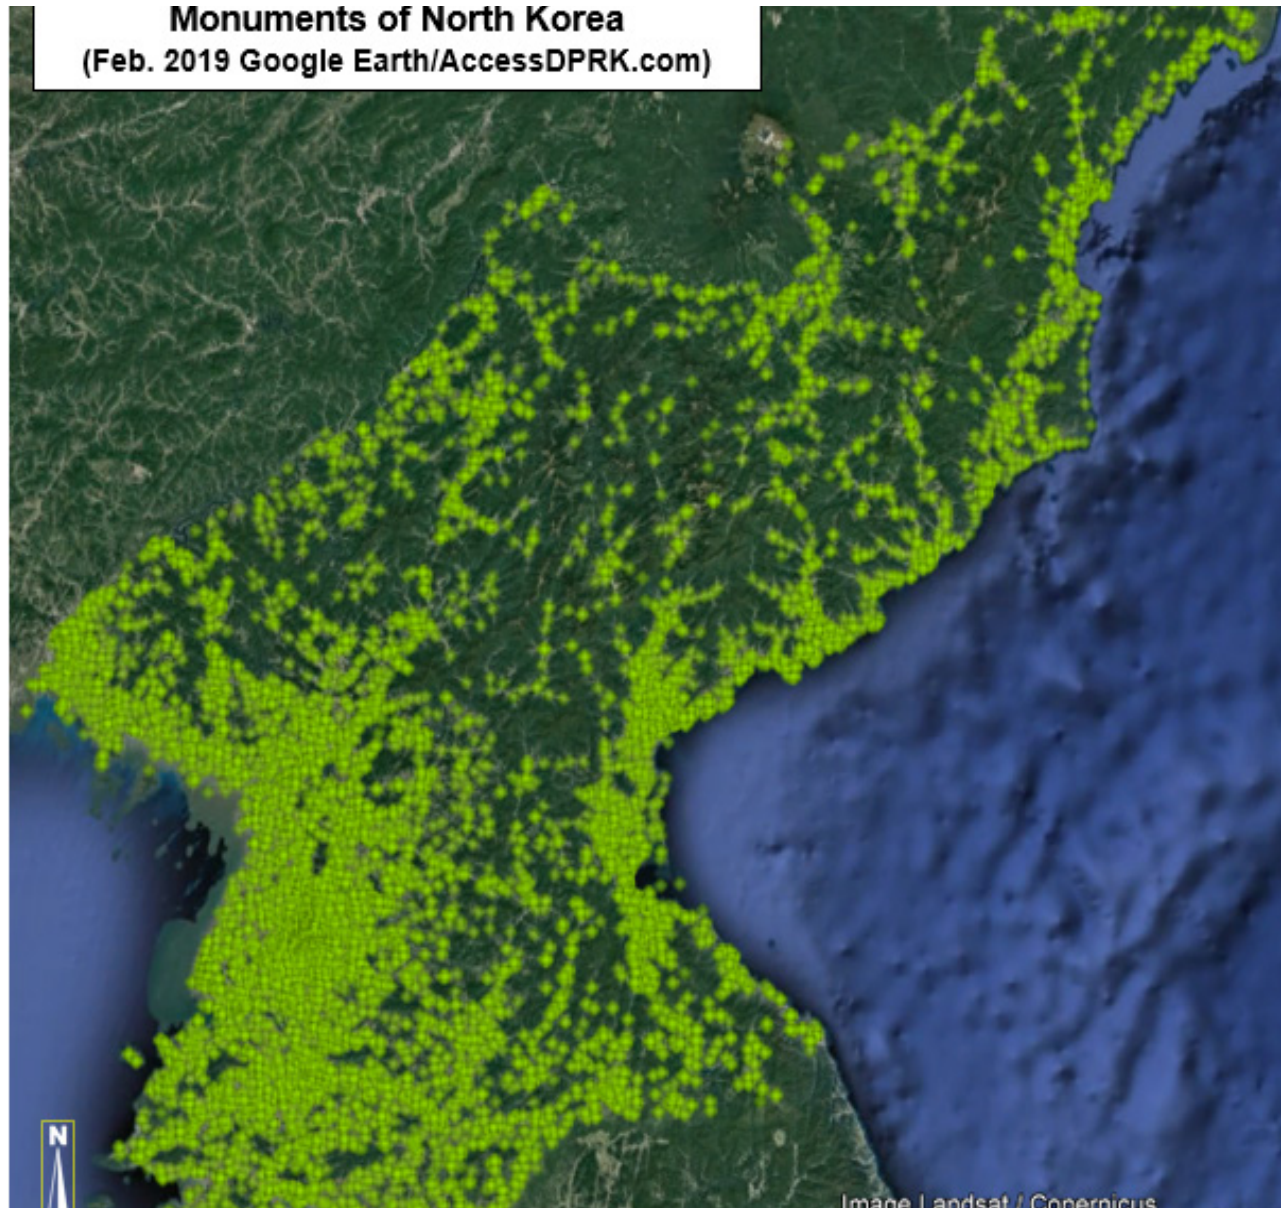 Monuments of North Korea
(Feb. 2019 Google Earth/AccessDPRK.com)
N
Image Landsat / Copernicus